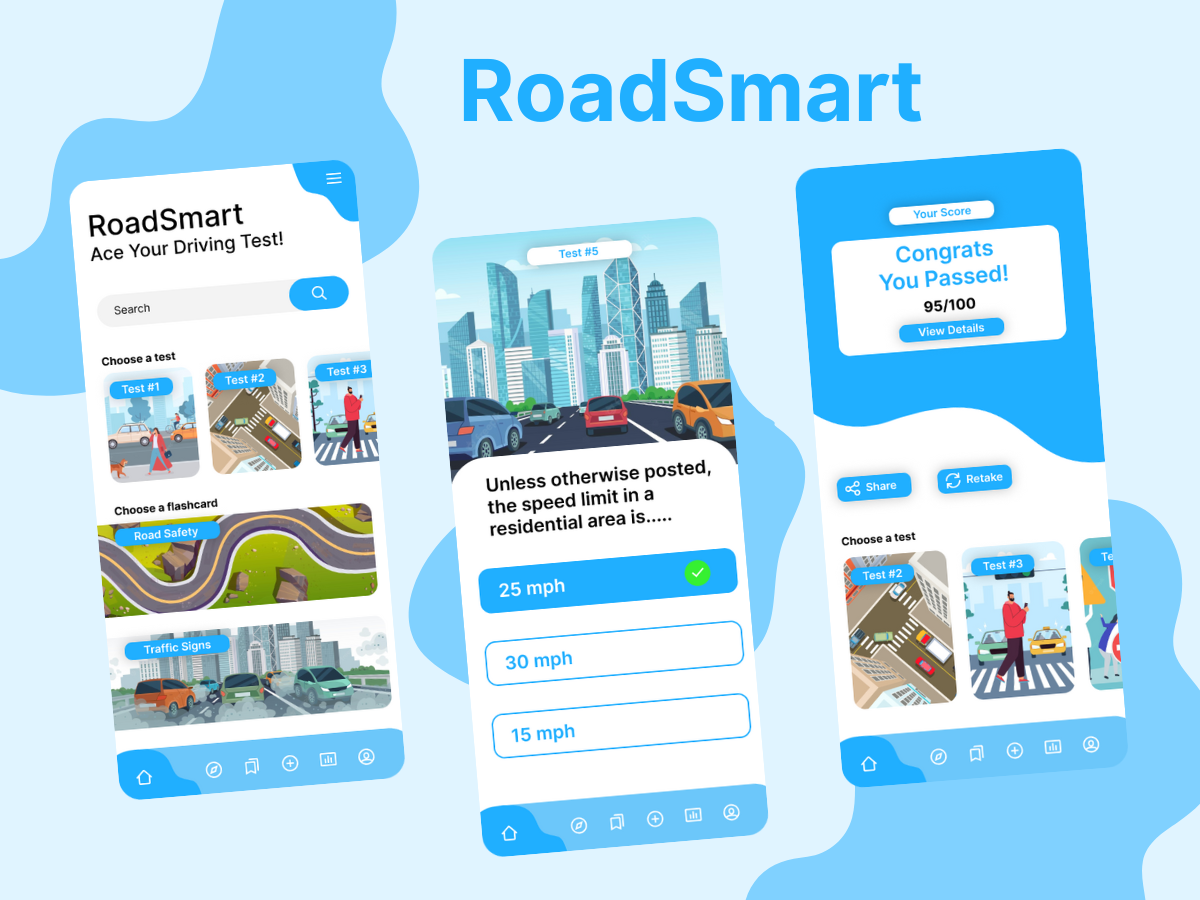 RoadSmart
RoadSmart
Ace Your Driving Test!
Search
Choose a test
Test #1
Test #2
Test #3
Choose a flashcard
Road Safety
Traffic Signs
Test #5
Unless otherwise posted,
the speed limit in a
residential area is.....
25 mph
30 mph
15 mph
Your Score
Congrats
You Passed!
95/100
View Details
Share
Retake
Choose a test
Test #2
Test #3
Te